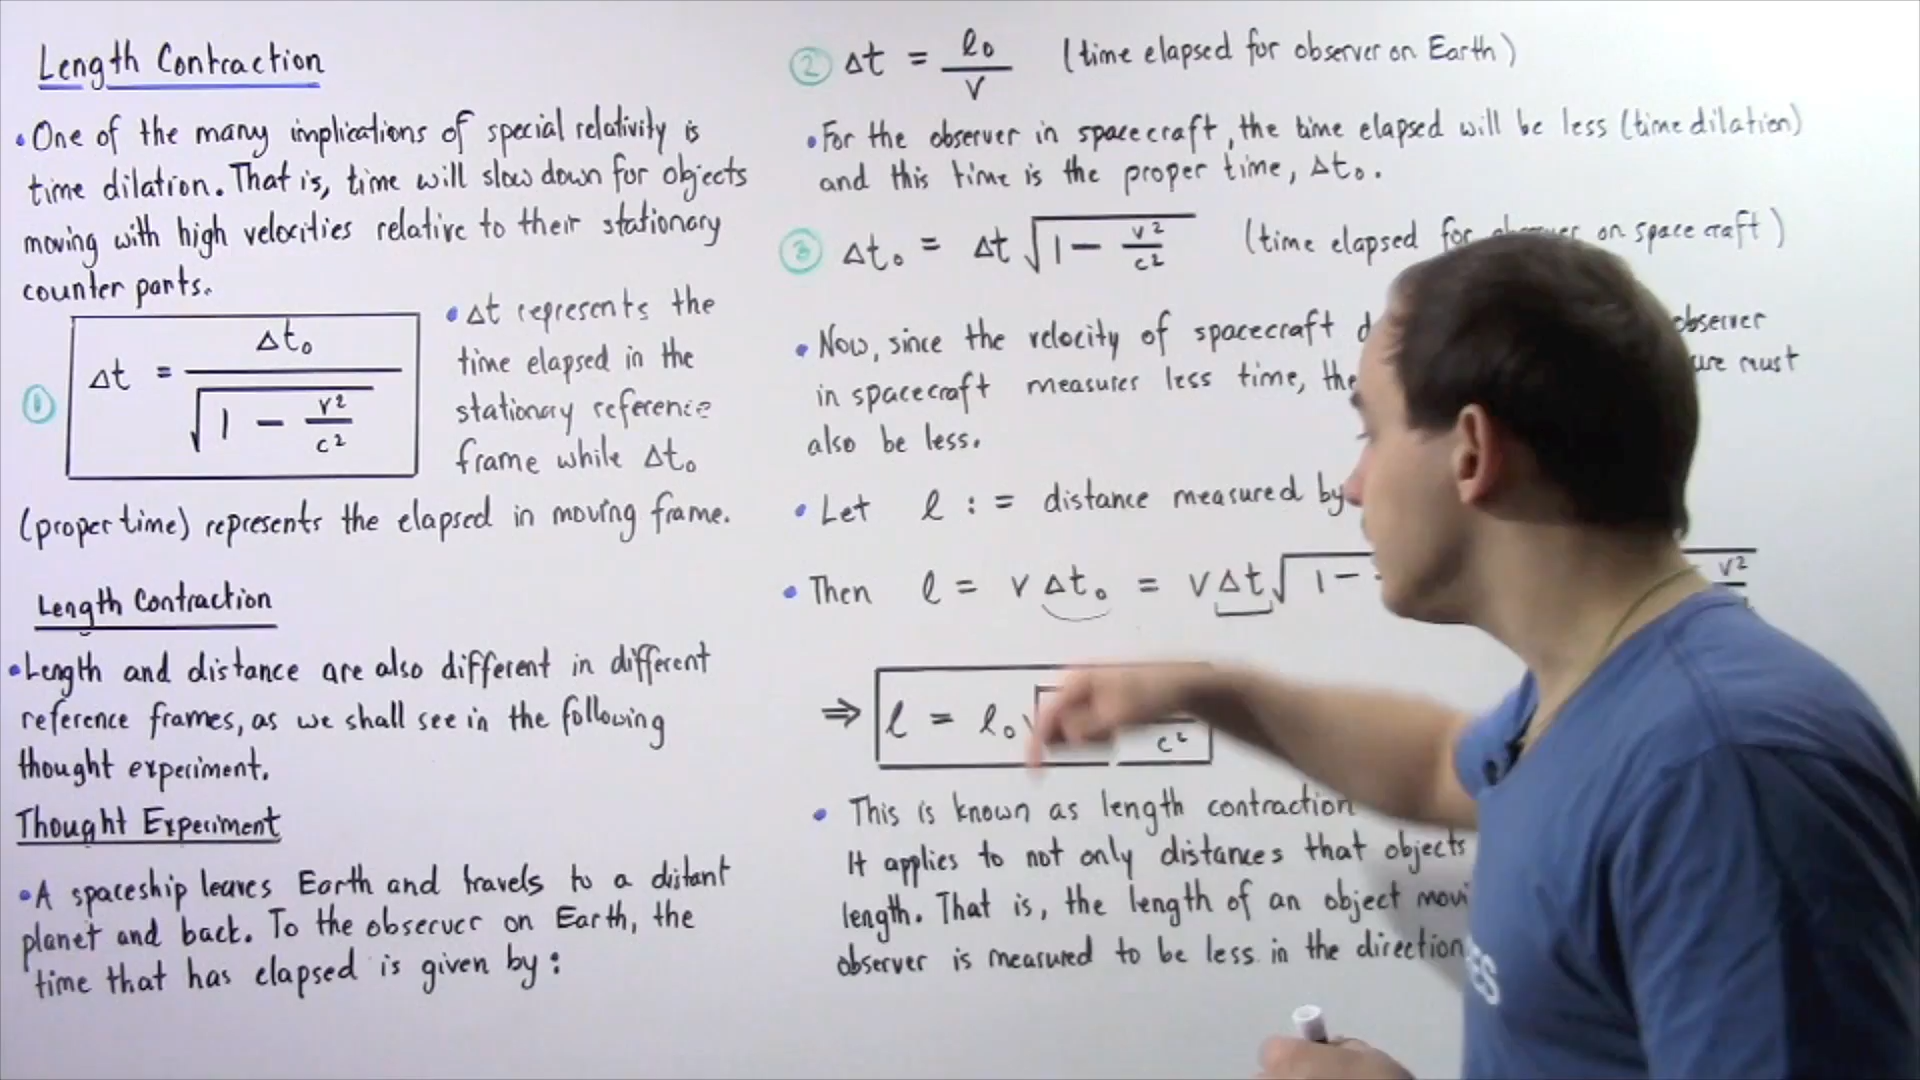 Length Contraction
• One of the many implications of special relativity is
time dilation. That is, time will slow down for objects
moving with high velocities relative to their stationary
counter parts.
① Δt = Δt₀ / √(1 − v²/c²)
• Δt represents the
time elapsed in the
stationary reference
frame while Δt₀
(proper time) represents the elapsed in moving frame.
Length Contraction
• Length and distance are also different in different
reference frames, as we shall see in the following
thought experiment.
Thought Experiment
• A spaceship leaves Earth and travels to a distant
planet and back. To the observer on Earth, the
time that has elapsed is given by:
② Δt = ℓ₀ / v (time elapsed for observer on Earth)
• For the observer in spacecraft, the time elapsed will be less (time dilation)
and this time is the proper time, Δt₀.
③ Δt₀ = Δt √(1 − v²/c²) (time elapsed for on space craft)
• Now, since the velocity of spacecraft observer
in spacecraft measures less time, must
also be less.
• Let ℓ : = distance measured by
• Then ℓ = v Δt₀ = v Δt √ 1 − v²
⇒ ℓ = ℓ₀ √ c²
• This is known as length contraction
It applies to not only distances that objects
length. That is, the length of an object
observer is measured to be less in the direction
ES